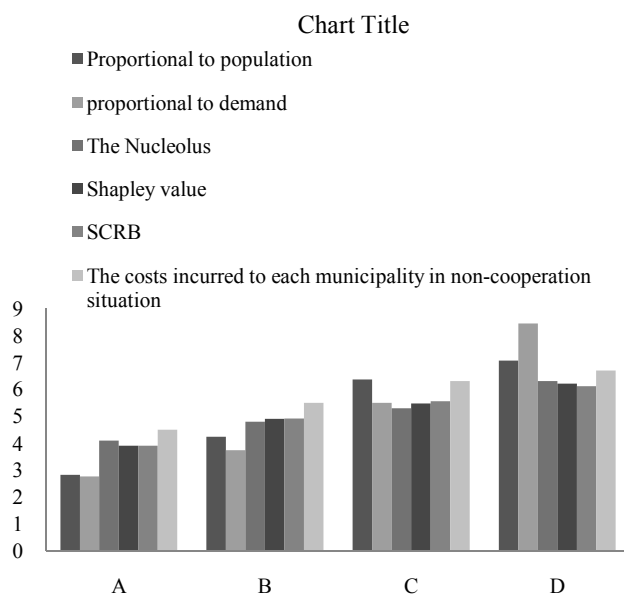 Chart Title
Proportional to population
proportional to demand
The Nucleolus
Shapley value
SCRB
The costs incurred to each municipality in non-cooperation
situation
9
8
7
6
5
4
3
2
1
0
A B C D